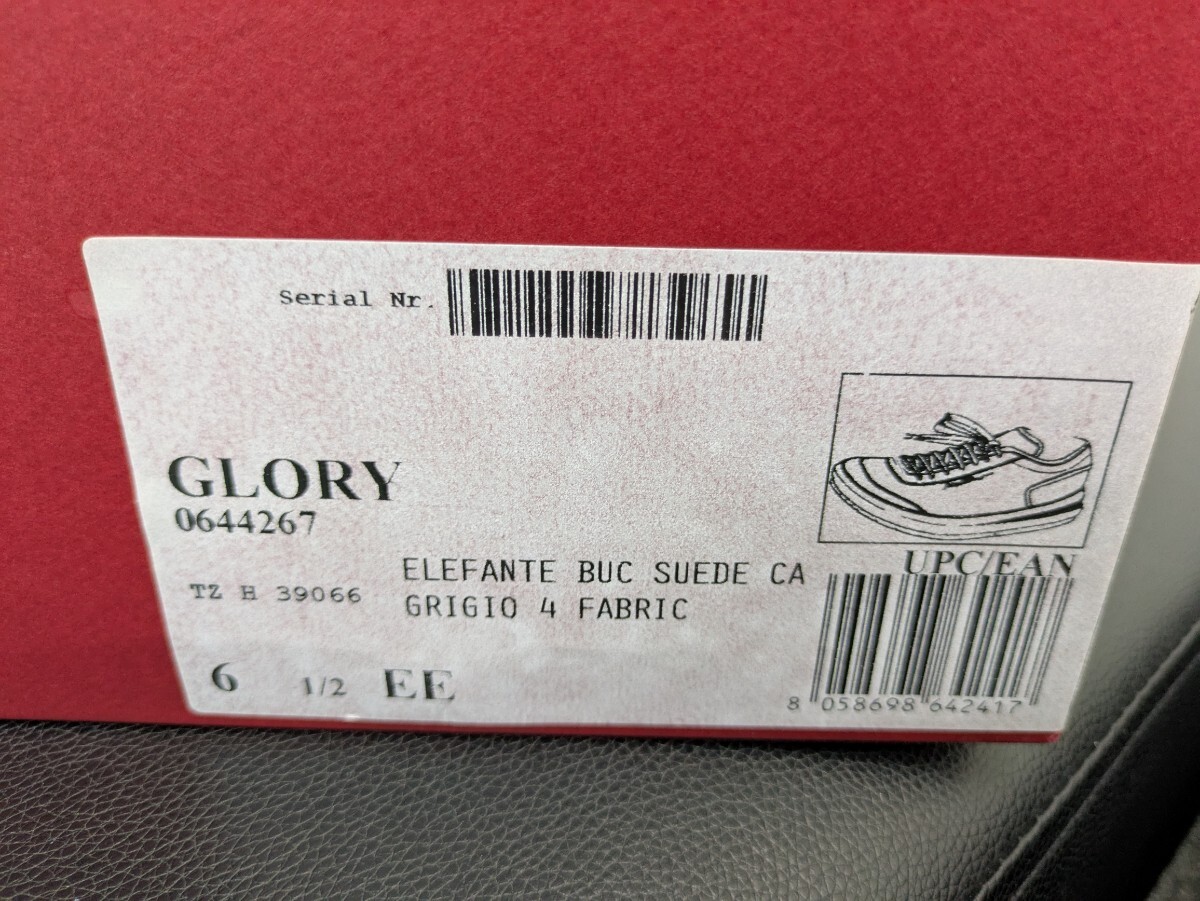 Serial Nr.
GLORY
0644267
UPC/EAN
TZ H 39066
ELEFANTE BUC SUEDE CA
GRIGIO 4 FABRIC
6 1/2 EE
8 058698 642417